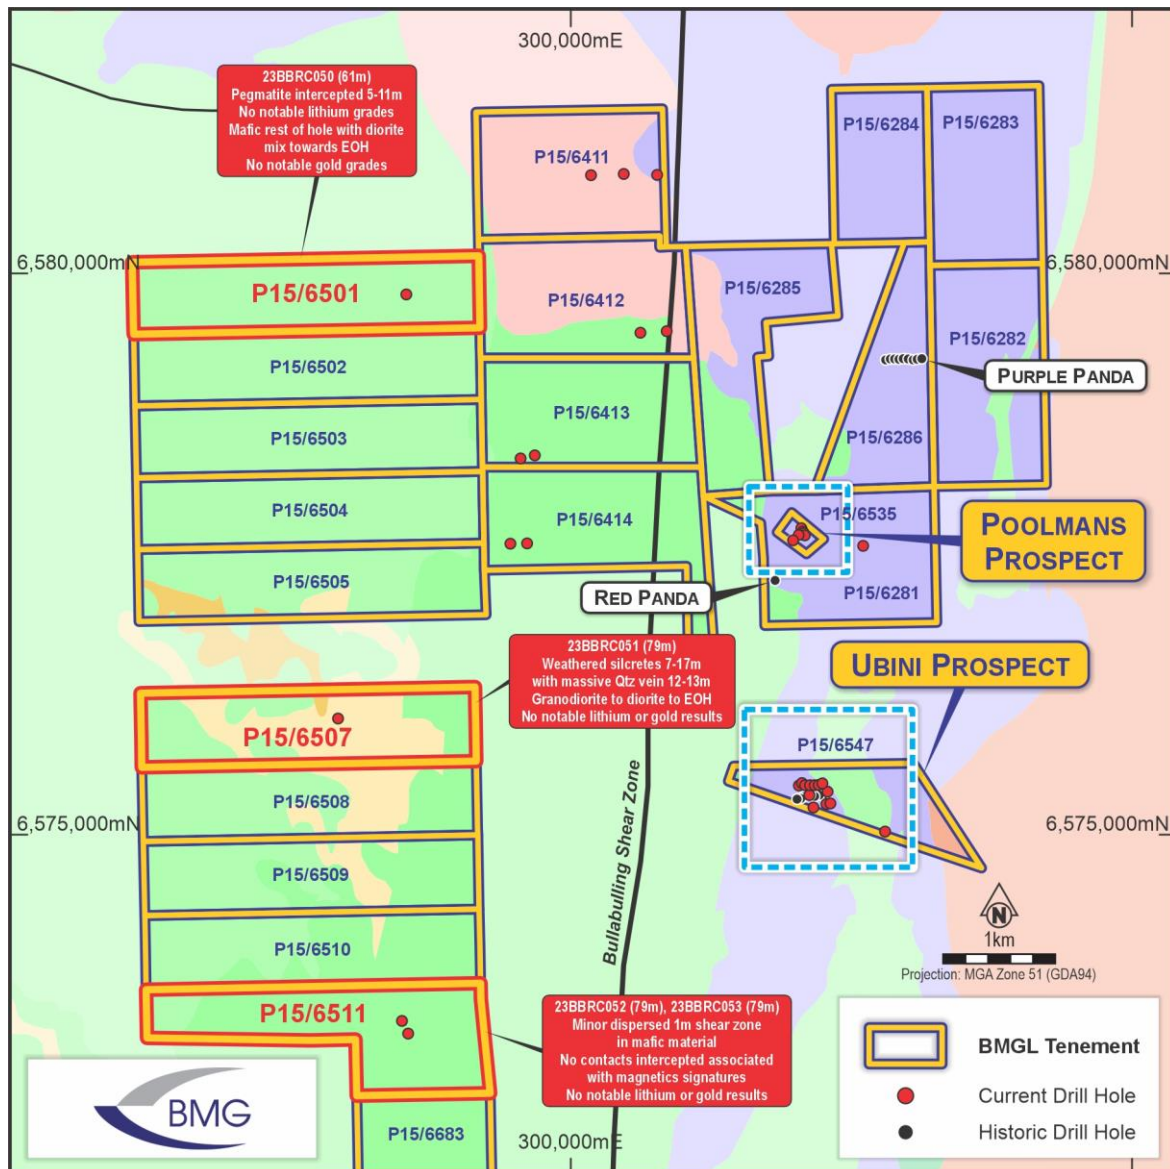 300,000mE
23BBRC050 (61m)
Pegmatite intercepted 5-11m
No notable lithium grades
Mafic rest of hole with diorite
mix towards EOH
No notable gold grades
P15/6411
P15/6284
P15/6283
6,580,000mN
6,580,000mN
P15/6501
P15/6412
P15/6285
P15/6502
P15/6282
PURPLE PANDA
P15/6503
P15/6413
P15/6286
P15/6504
P15/6414
P15/6535
POOLMANS
PROSPECT
P15/6505
RED PANDA
P15/6281
23BBRC051 (79m)
Weathered silcretes 7-17m
with massive Qtz vein 12-13m
Granodiorite to diorite to EOH
No notable lithium or gold results
UBINI PROSPECT
P15/6507
P15/6547
P15/6508
6,575,000mN
6,575,000mN
P15/6509
Bullabulling Shear Zone
P15/6510
N
1km
Projection: MGA Zone 51 (GDA94)
P15/6511
23BBRC052 (79m), 23BBRC053 (79m)
Minor dispersed 1m shear zone
in mafic material
No contacts intercepted associated
with magnetics signatures
No notable lithium or gold results
BMGL Tenement
Current Drill Hole
Historic Drill Hole
BMG
P15/6683
300,000mE